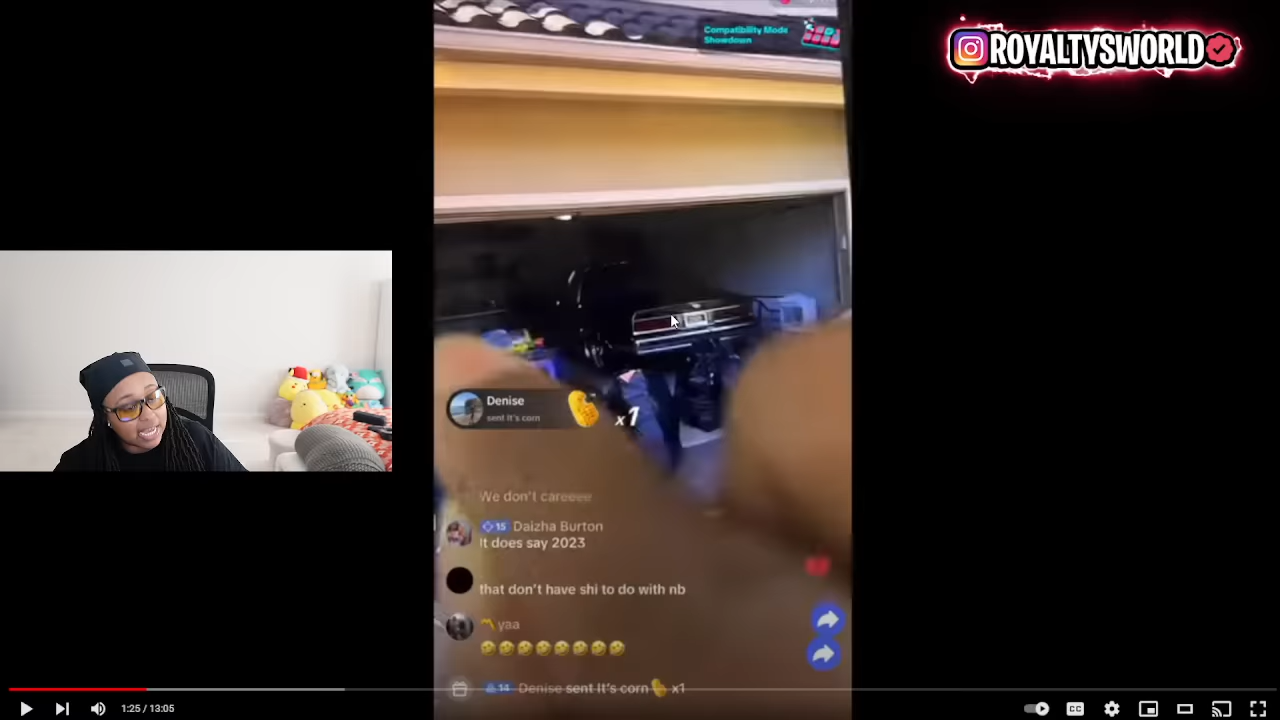 Compatibility Mode
Showdown
ROYALTYSWORLD
Denise
sent It's corn
x1
We don't careeee
15 Daizha Burton
It does say 2023
that don't have shi to do with nb
yaa
14 Denise sent It's corn x1
1:25 / 13:05
CC